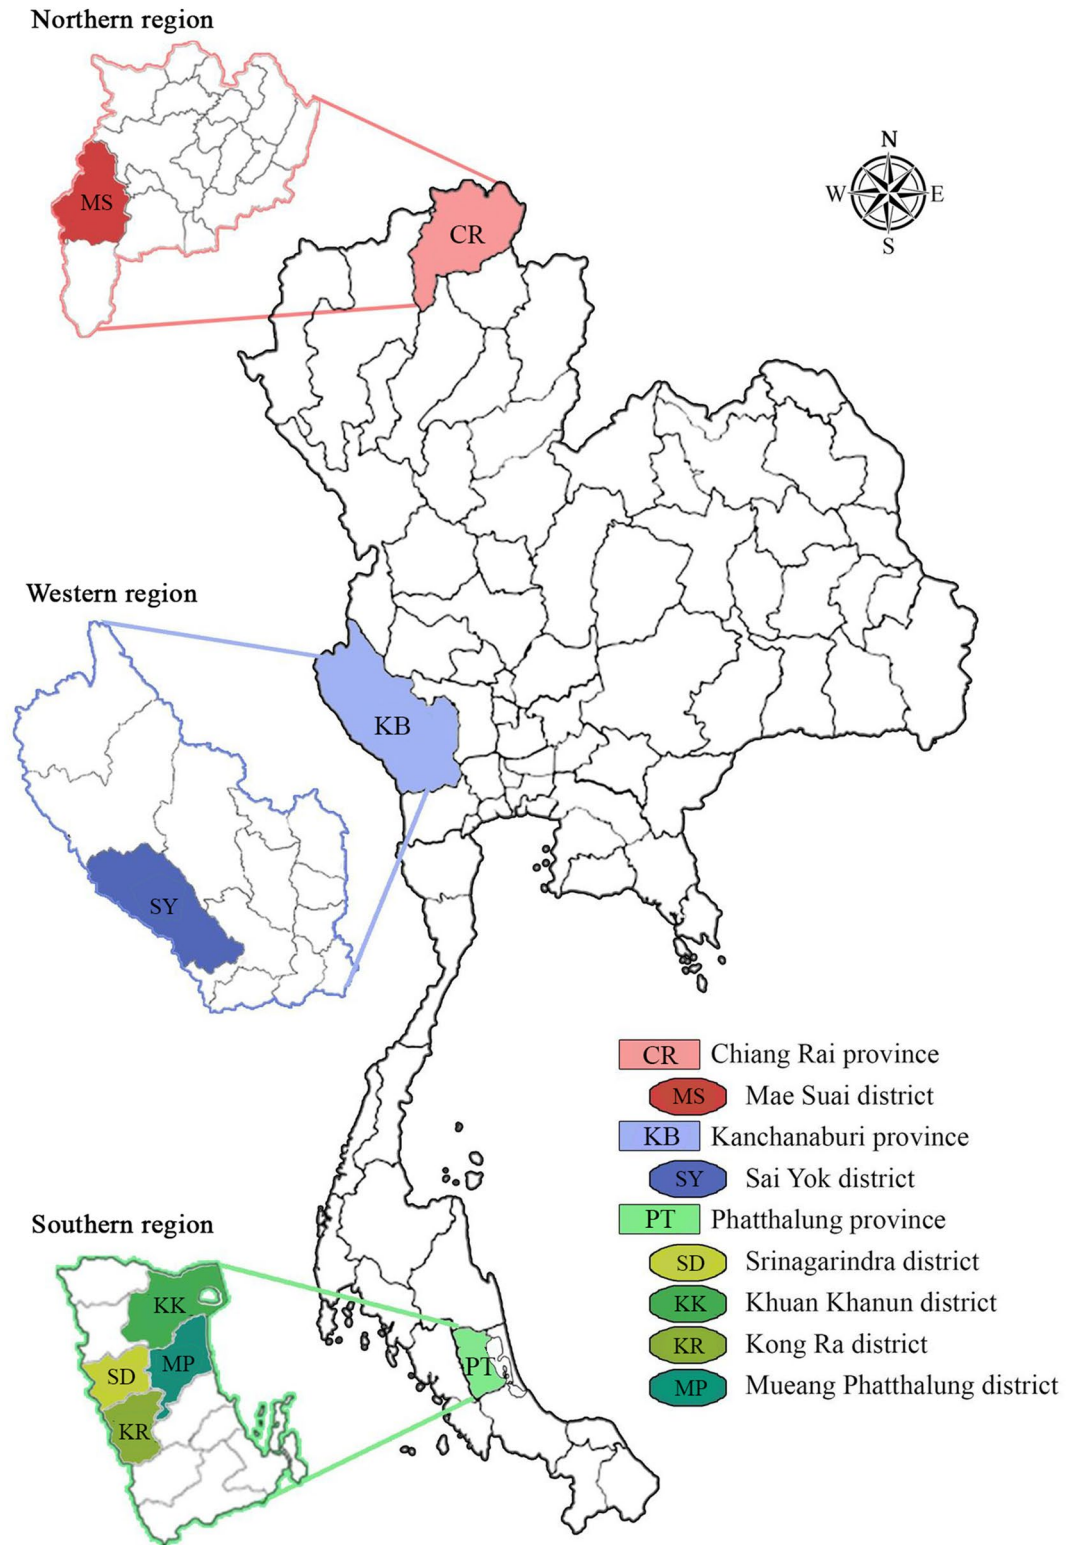 Northern region
N
W E
S
MS
CR
Western region
KB
SY
CR Chiang Rai province
MS Mae Suai district
KB Kanchanaburi province
SY Sai Yok district
PT Phatthalung province
SD Srinagarindra district
KK Khuan Khanun district
KR Kong Ra district
MP Mueang Phatthalung district
Southern region
KK
MP
SD
KR
PT